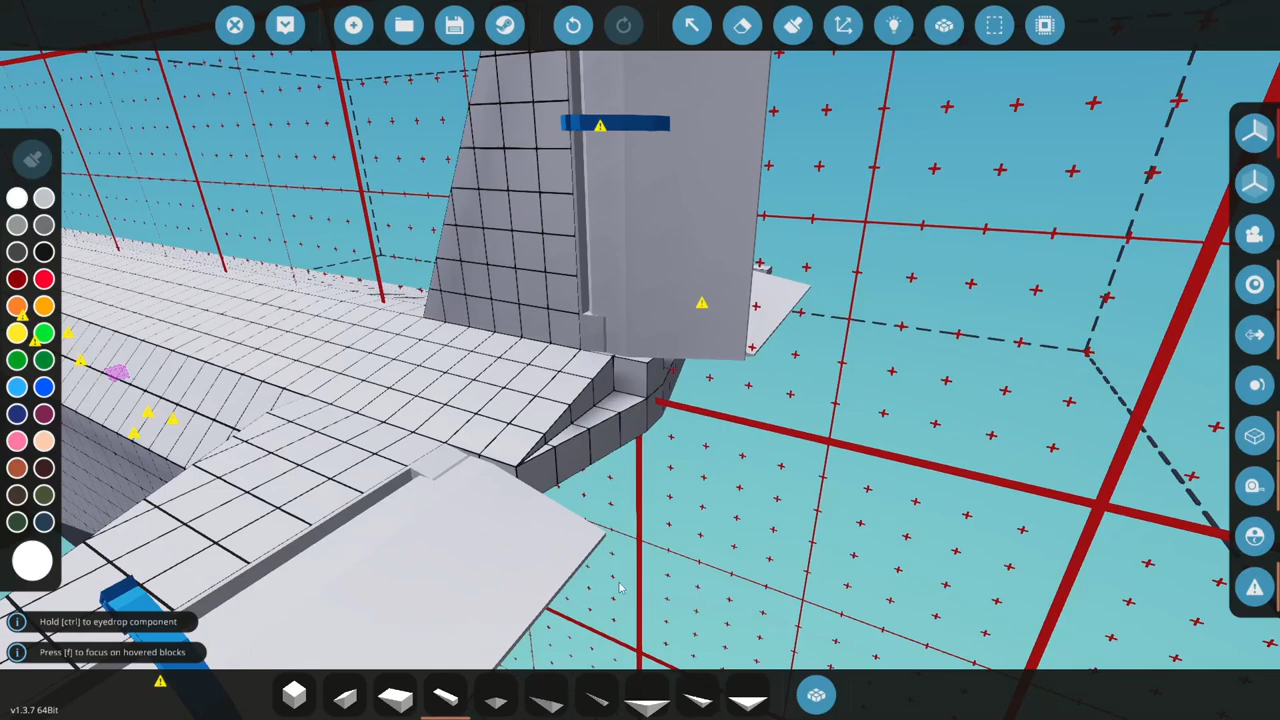 Hold [ctrl] to eyedrop component
Press [f] to focus on hovered blocks
v1.3.7 64Bit